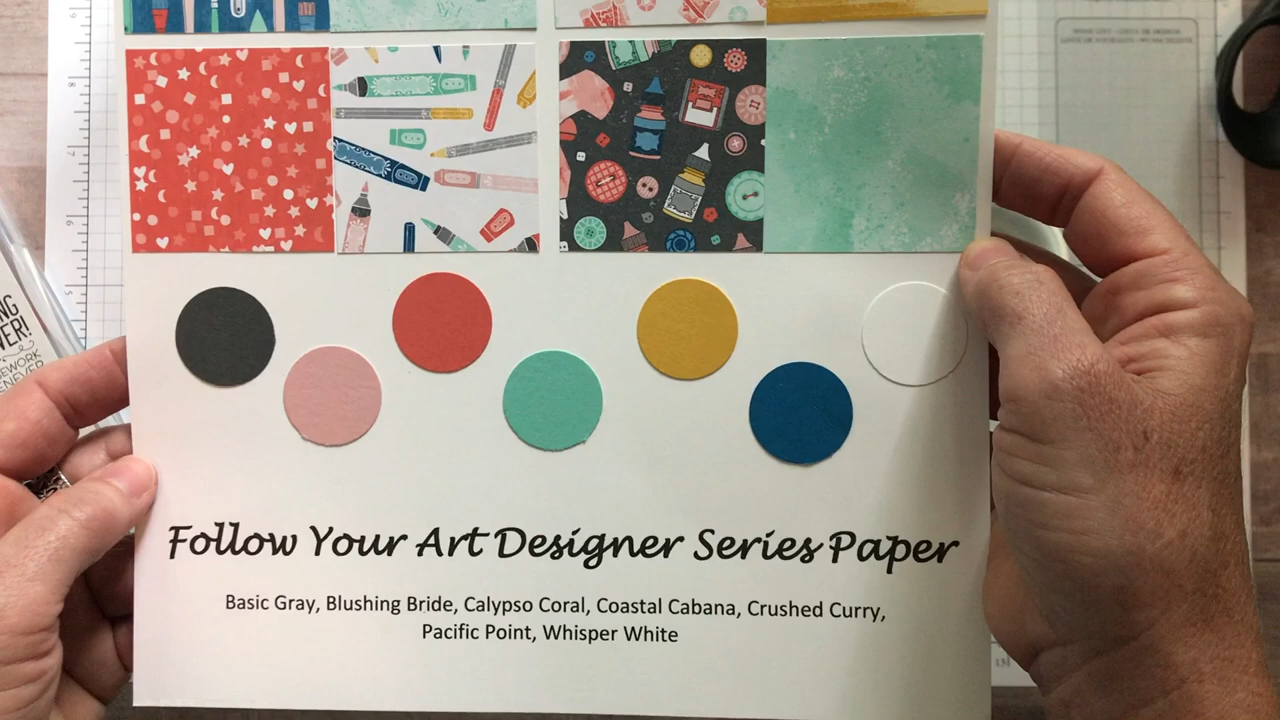 Follow Your Art Designer Series Paper
Basic Gray, Blushing Bride, Calypso Coral, Coastal Cabana, Crushed Curry,
Pacific Point, Whisper White